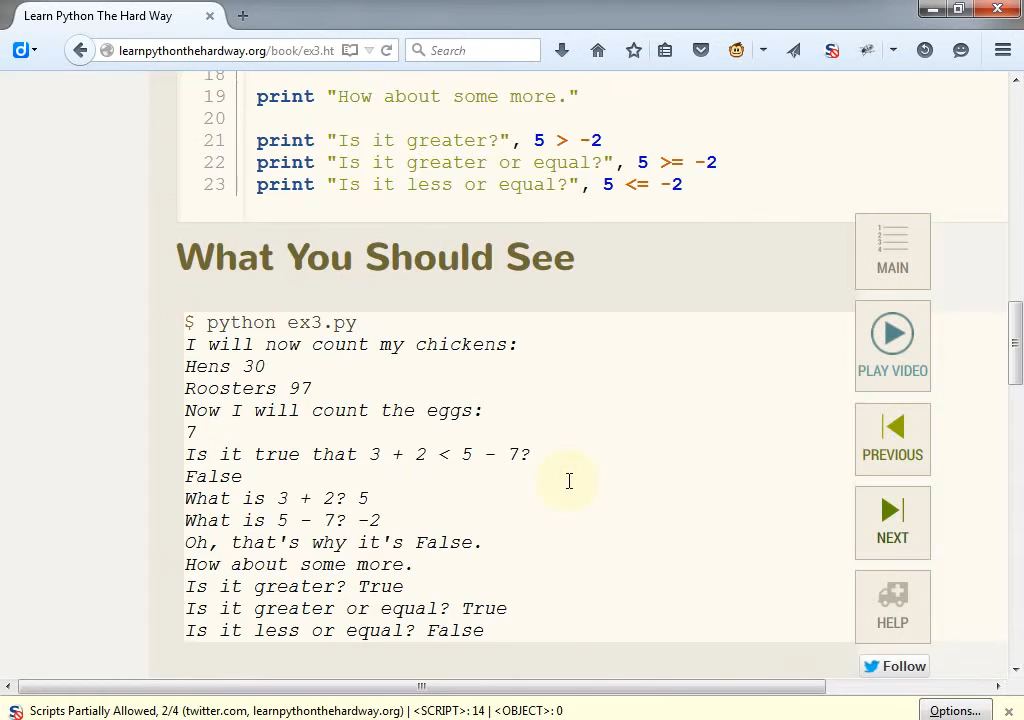 Learn Python The Hard Way
learnpythonthehardway.org/book/ex3.ht
Search
18
19 print "How about some more."
20
21 print "Is it greater?", 5 > -2
22 print "Is it greater or equal?", 5 >= -2
23 print "Is it less or equal?", 5 <= -2
What You Should See
$ python ex3.py
I will now count my chickens:
Hens 30
Roosters 97
Now I will count the eggs:
7
Is it true that 3 + 2 < 5 - 7?
False
What is 3 + 2? 5
What is 5 - 7? -2
Oh, that's why it's False.
How about some more.
Is it greater? True
Is it greater or equal? True
Is it less or equal? False
MAIN
PLAY VIDEO
PREVIOUS
NEXT
HELP
Follow
Scripts Partially Allowed, 2/4 (twitter.com, learnpythonthehardway.org) | <SCRIPT>: 14 | <OBJECT>: 0
Options...